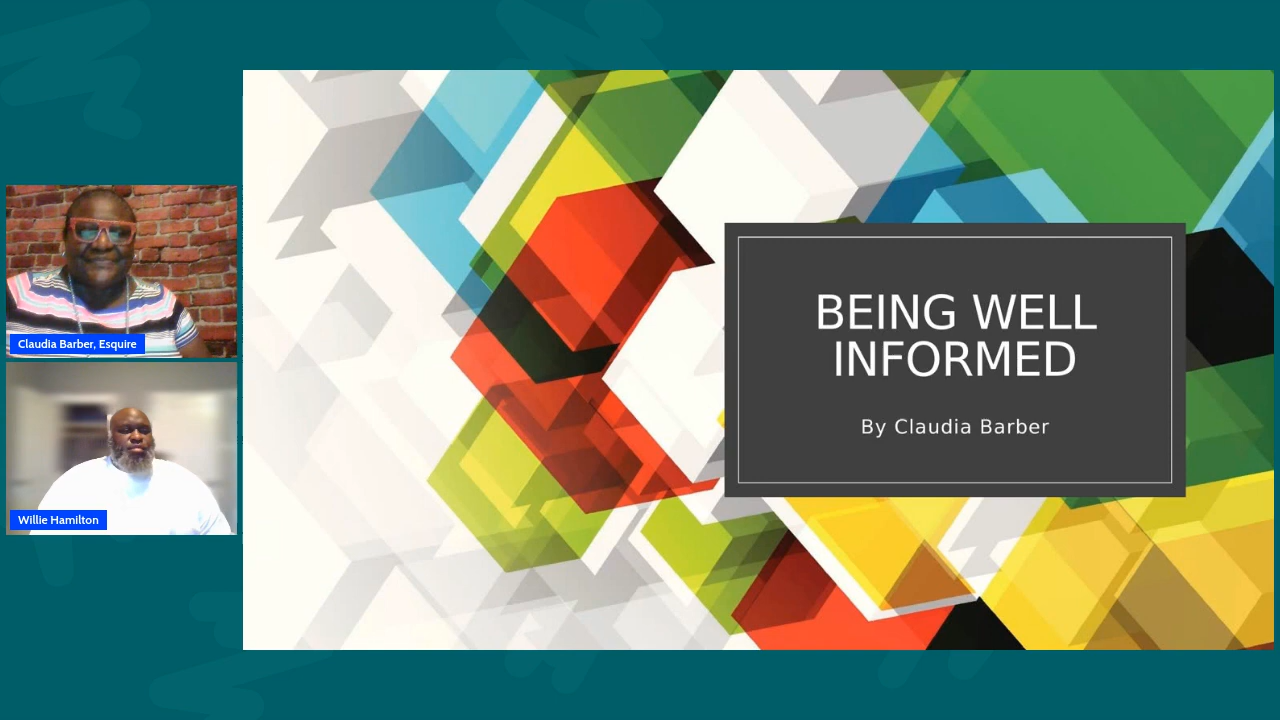 Claudia Barber, Esquire
Willie Hamilton
BEING WELL
INFORMED
By Claudia Barber